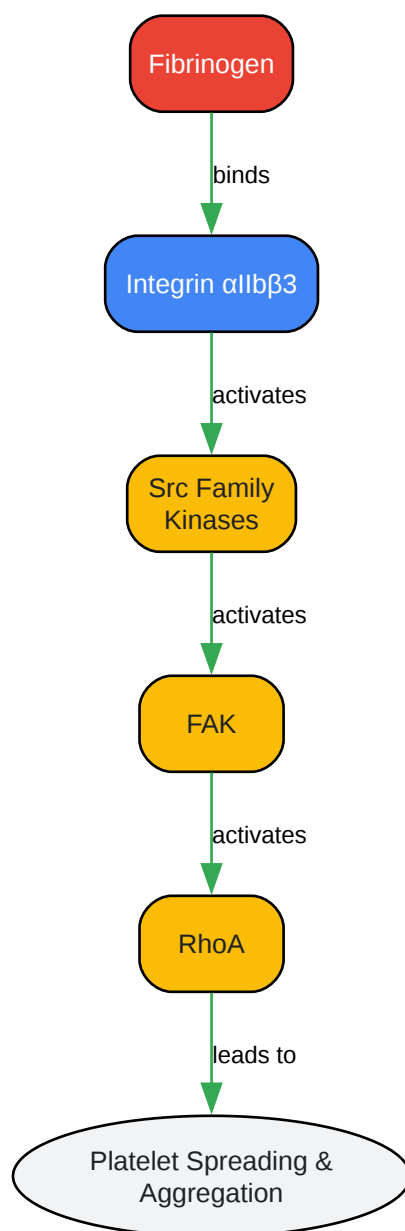 Fibrinogen
binds
Integrin αIIbβ3
activates
Src Family
Kinases
activates
FAK
activates
RhoA
leads to
Platelet Spreading &
Aggregation